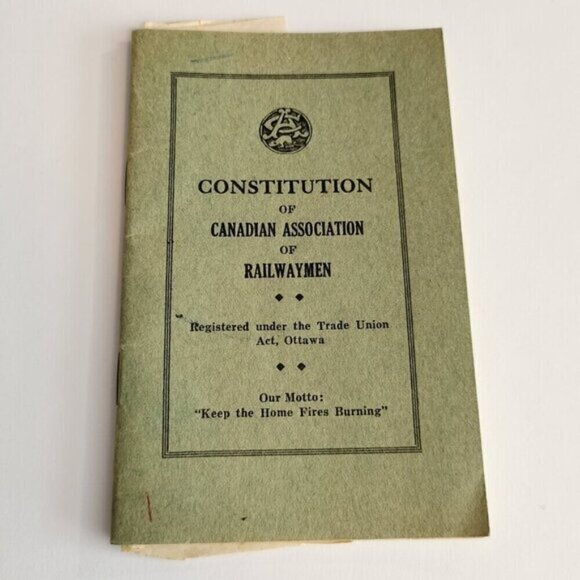 CONSTITUTION
OF
CANADIAN ASSOCIATION
OF
RAILWAYMEN
Registered under the Trade Union
Act, Ottawa
Our Motto:
"Keep the Home Fires Burning"